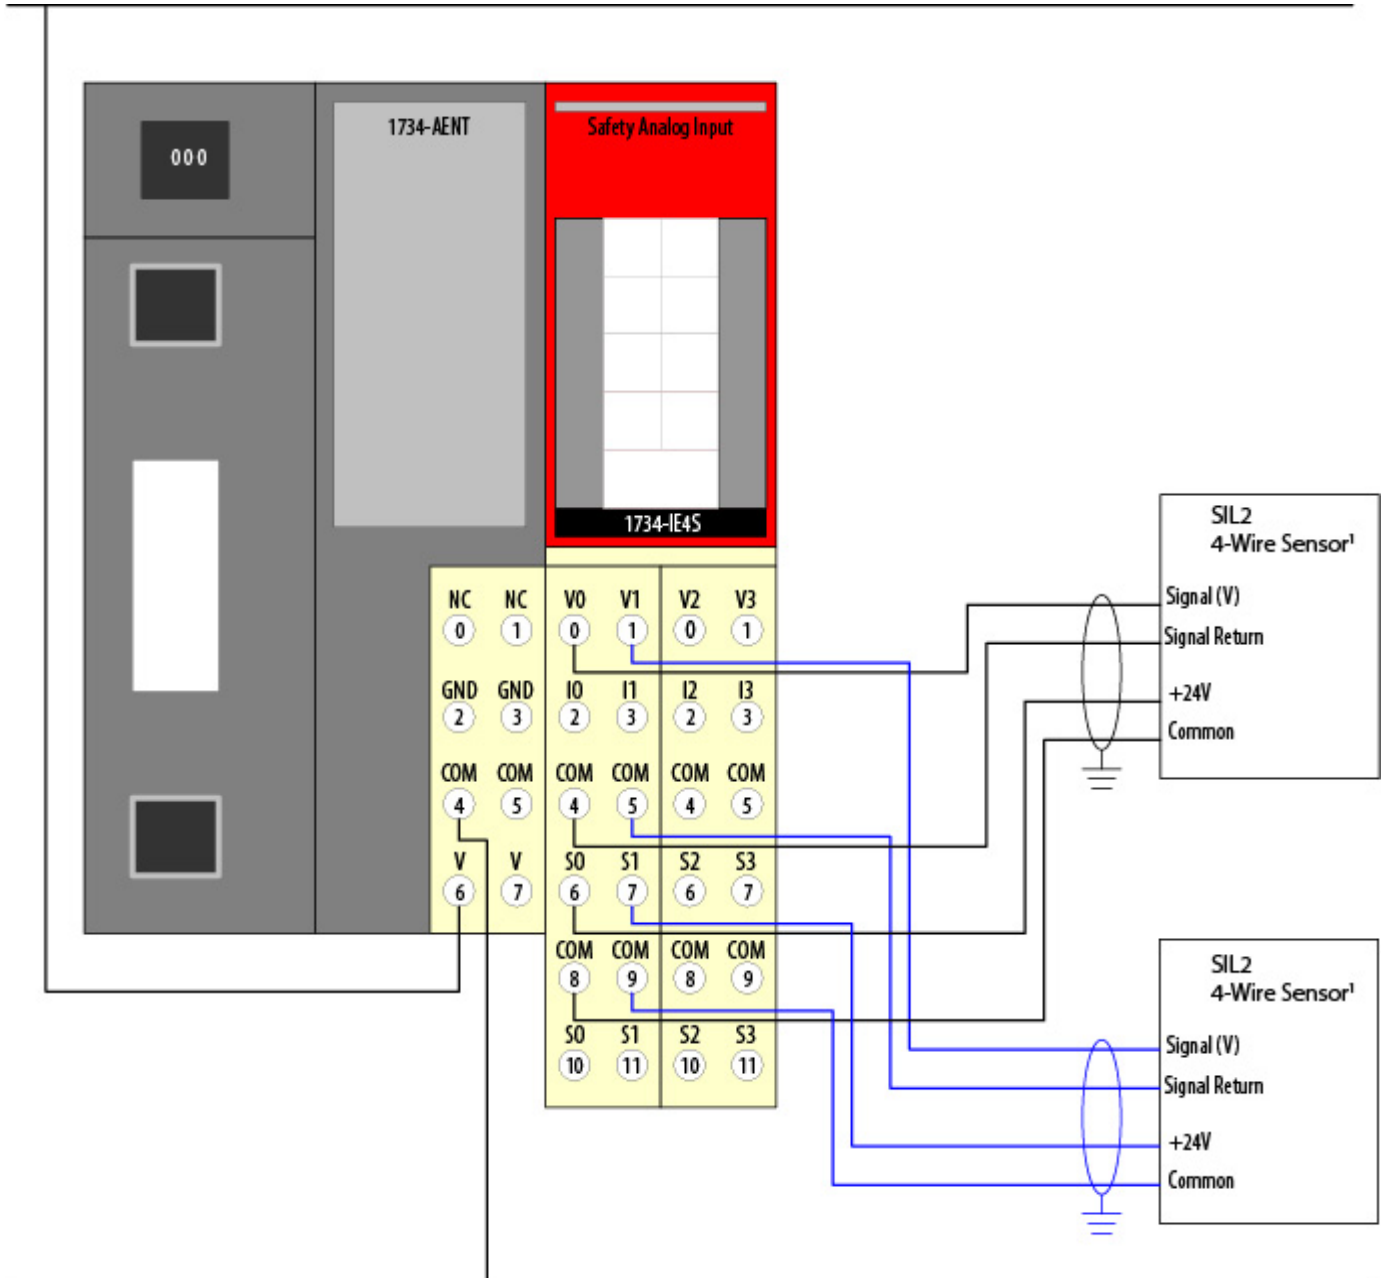 1734-AENT
Safety Analog Input
000
1734-IE4S
SIL2
4-Wire Sensor¹
NC NC V0 V1 V2 V3
0 1 0 1 0 1
Signal (V)
Signal Return
GND GND I0 I1 I2 I3
2 3 2 3 2 3
+24V
Common
COM COM COM COM COM COM
4 5 4 5 4 5
V V S0 S1 S2 S3
6 7 6 7 6 7
COM COM COM COM
8 9 8 9
SIL2
4-Wire Sensor¹
S0 S1 S2 S3
10 11 10 11
Signal (V)
Signal Return
+24V
Common